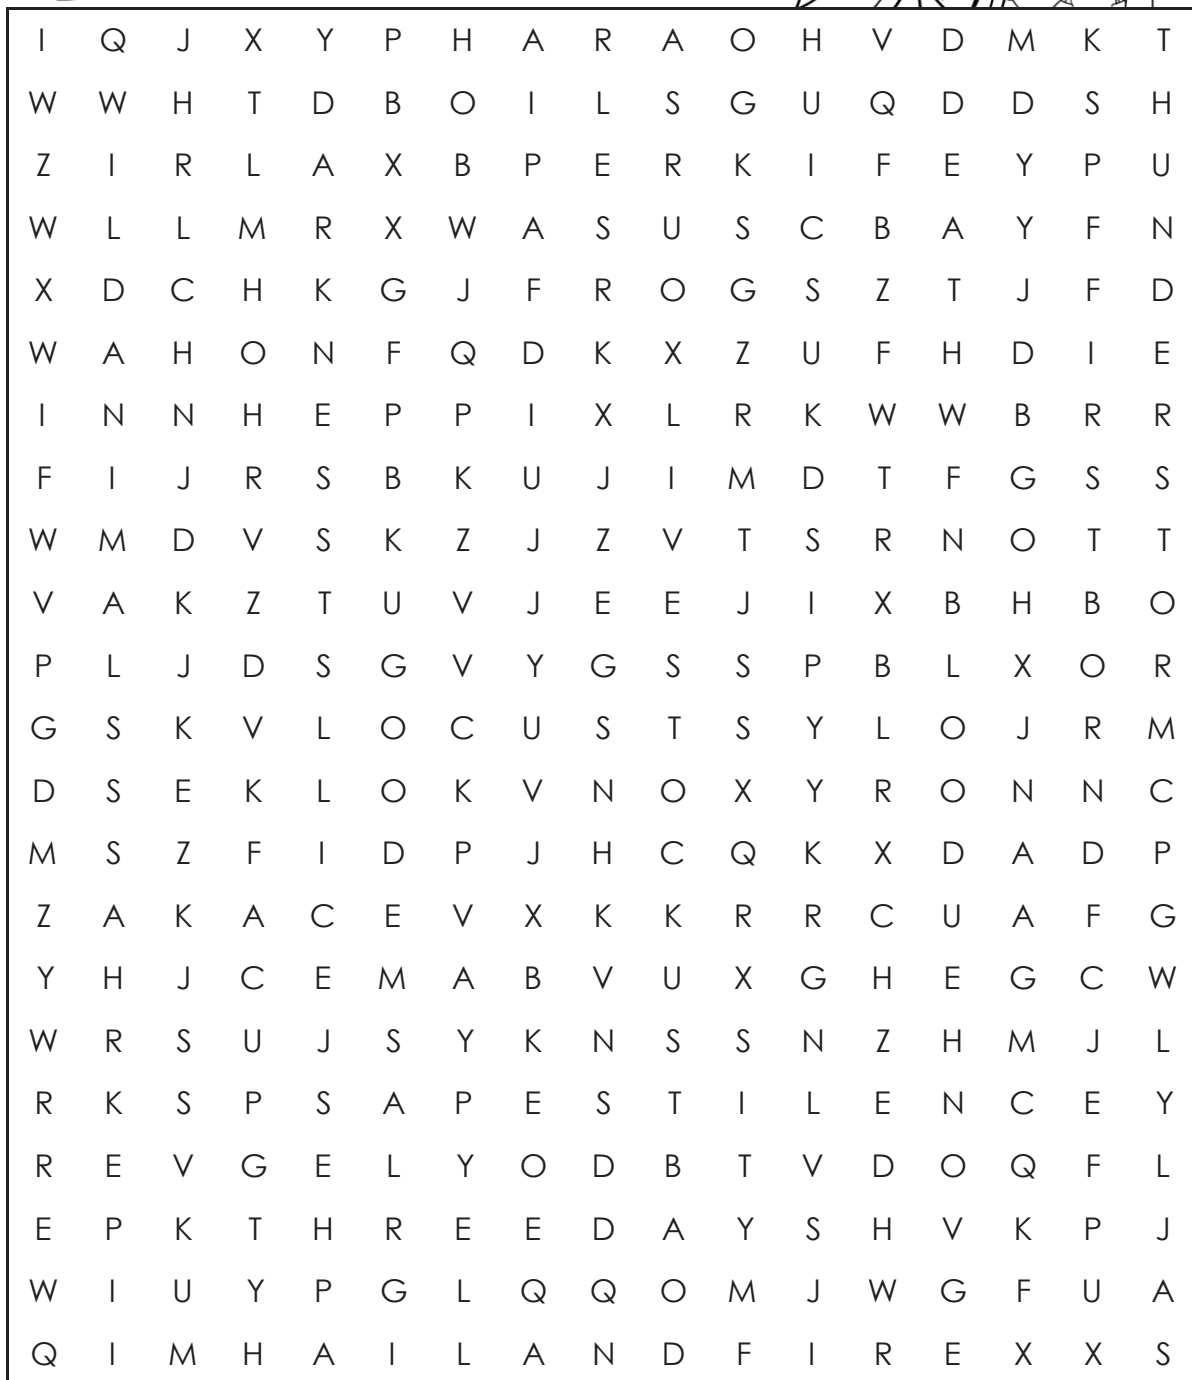 I Q J X Y P H A R A O H V D M K T
W W H T D B O I L S G U Q D D S H
Z I R L A X B P E R K I F E Y P U
W L L M R X W A S U S C B A Y F N
X D C H K G J F R O G S Z T J F D
W A H O N F Q D K X Z U F H D I E
I N N H E P P I X L R K W W B R R
F I J R S B K U J I M D T F G S S
W M D V S K Z J Z V T S R N O T T
V A K Z T U V J E E J I X B H B O
P L J D S G V Y G S S P B L X O R
G S K V L O C U S T S Y L O J R M
D S E K L O K V N O X Y R O N N C
M S Z F I D P J H C Q K X D A D P
Z A K A C E V X K K R R C U A F G
Y H J C E M A B V U X G H E G C W
W R S U J S Y K N S S N Z H M J L
R K S P S A P E S T I L E N C E Y
R E V G E L Y O D B T V D O Q F L
E P K T H R E E D A Y S H V K P J
W I U Y P G L Q Q O M J W G F U A
Q I M H A I L A N D F I R E X X S